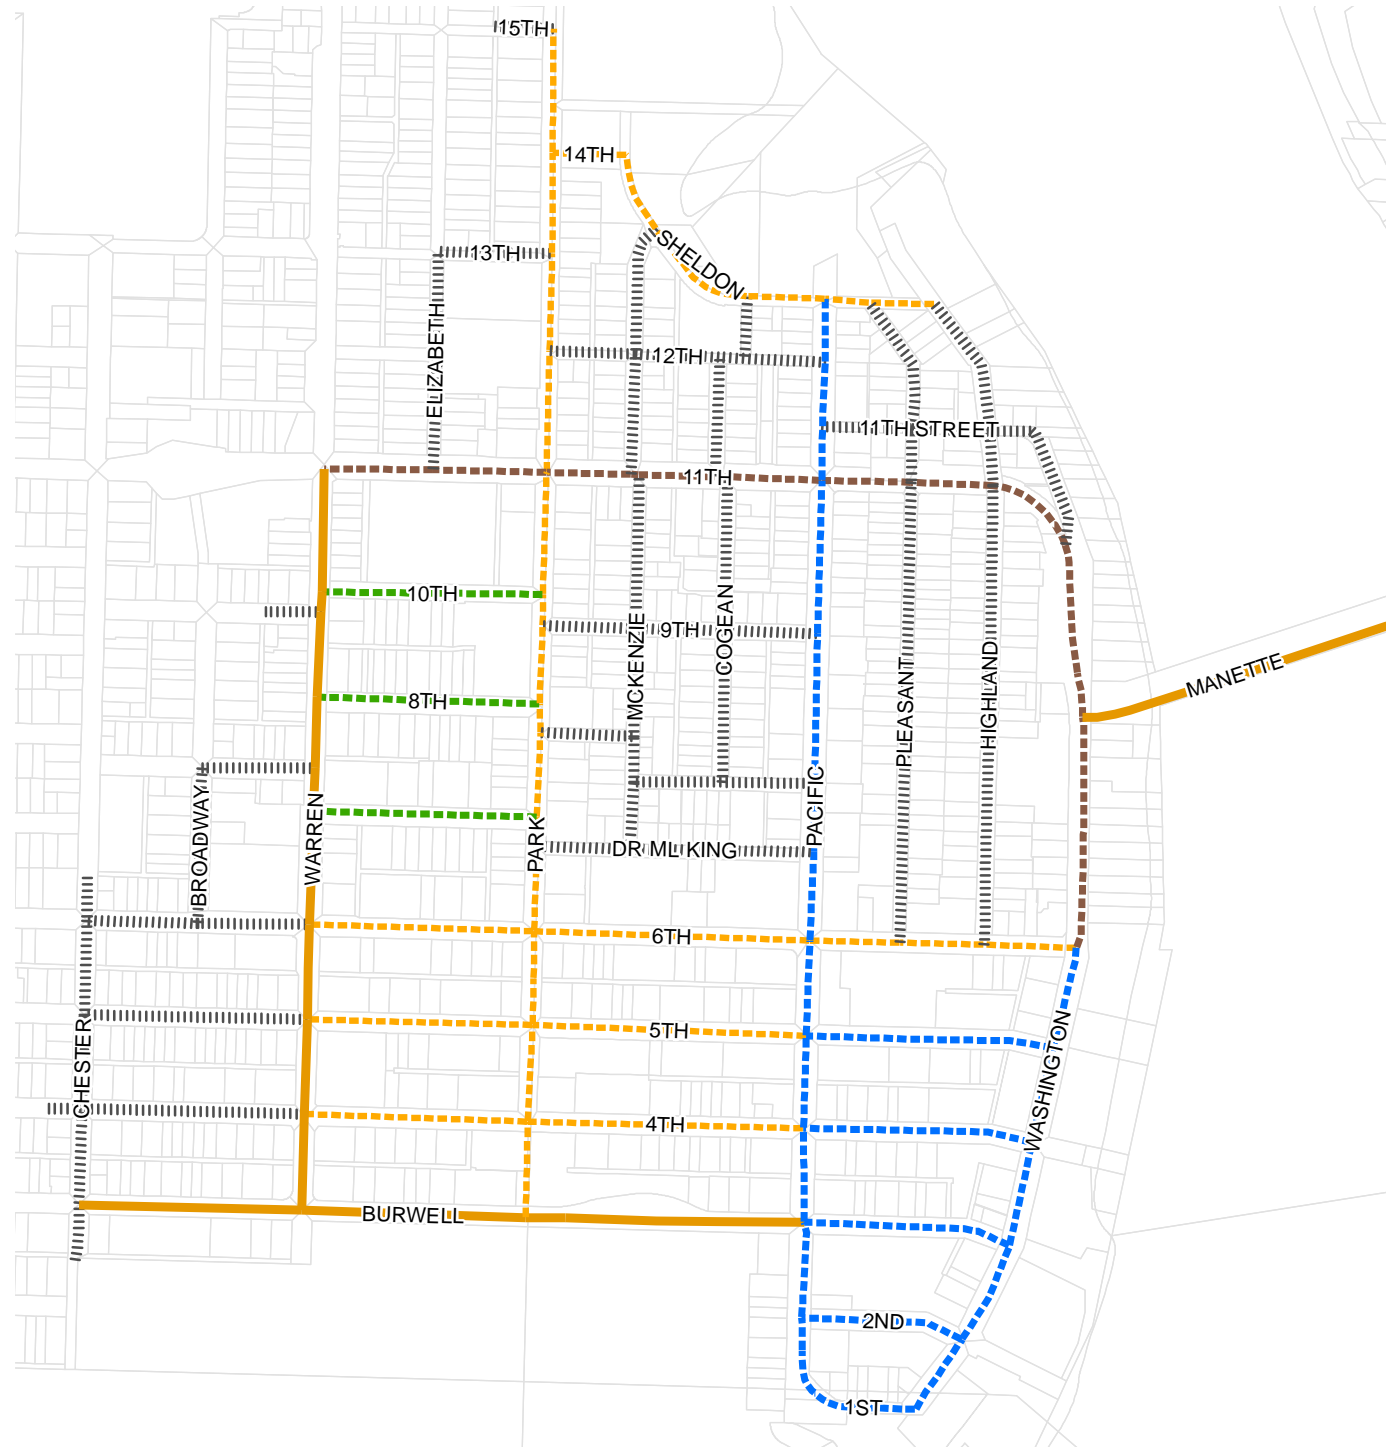 15TH
14TH
SHELDON
13TH
ELIZABETH
12TH
11TH STREET
11TH
10TH
9TH
MCKENZIE
COGEAN
PLEASANT
HIGHLAND
MANETTE
8TH
BROADWAY
WARREN
PARK
PACIFIC
DR ML KING
6TH
5TH
CHESTER
WASHINGTON
4TH
BURWELL
2ND
1ST